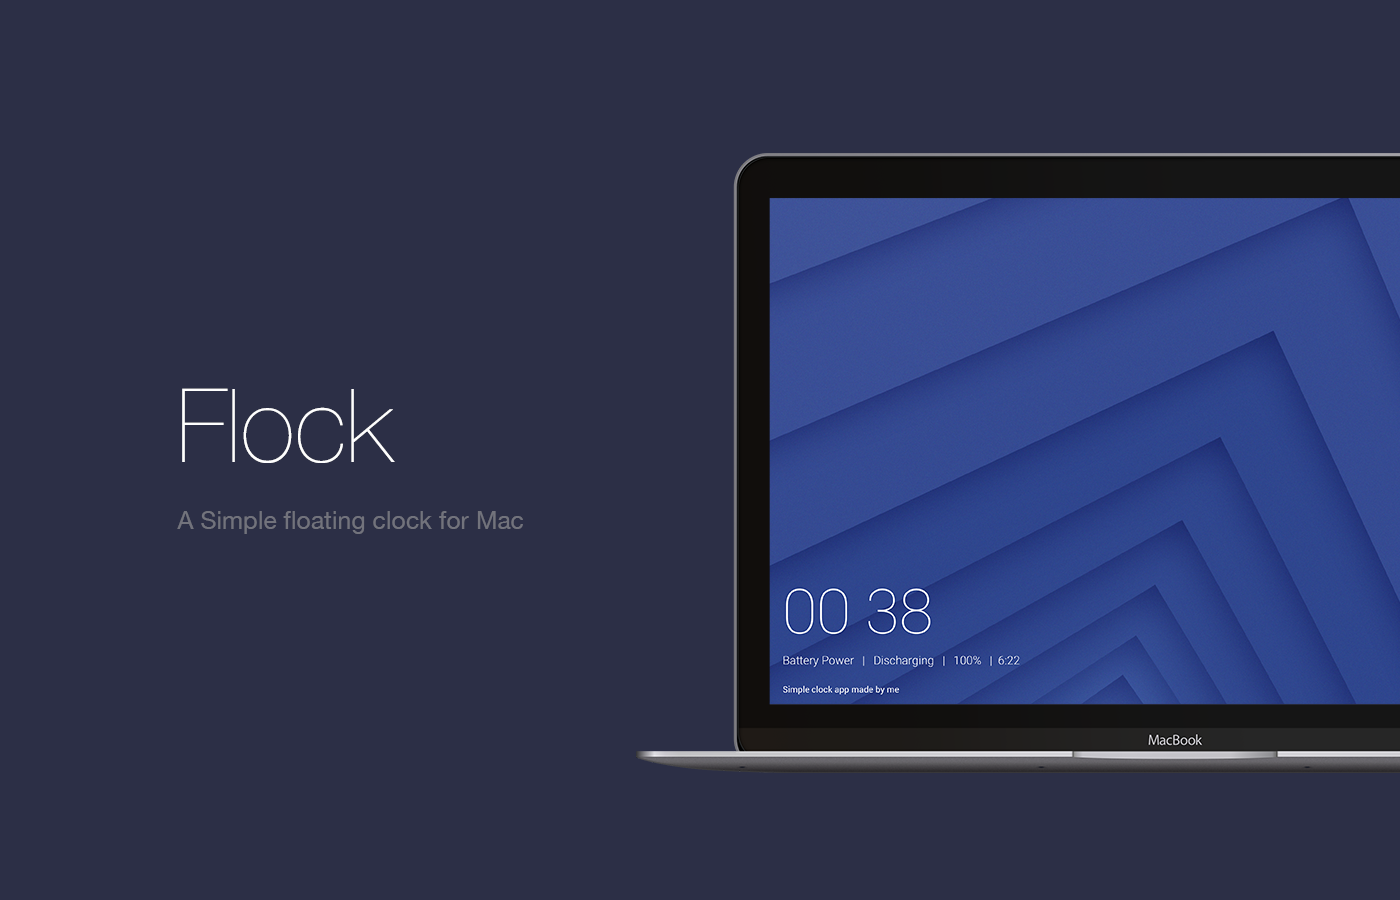 Flock
A Simple floating clock for Mac
00 38
Battery Power | Discharging | 100% | 6:22
Simple clock app made by me
MacBook